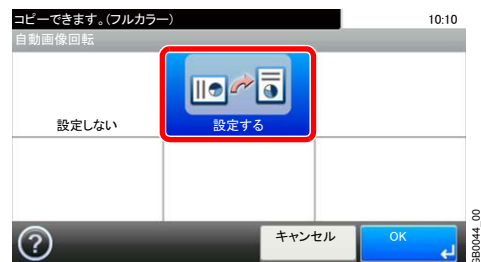 コピーできます。(フルカラー) 10:10
自動画像回転
設定しない 設定する
? キャンセル OK
GB0044_00